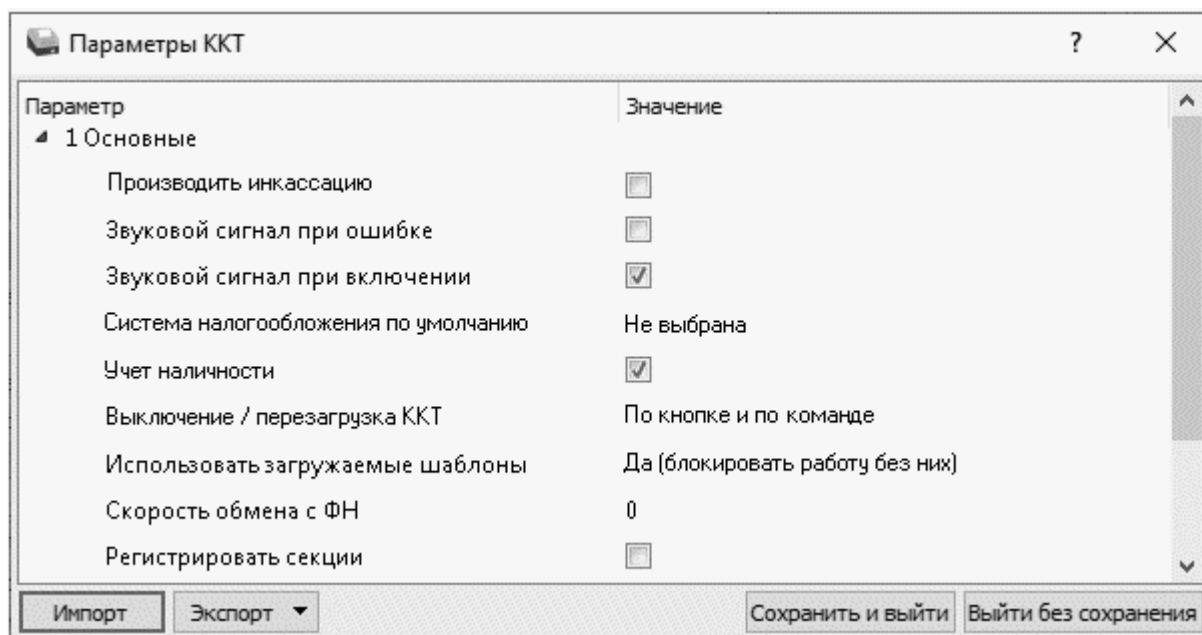 Параметры ККТ ?
Параметр Значение
1 Основные
Производить инкассацию
Звуковой сигнал при ошибке
Звуковой сигнал при включении
Система налогообложения по умолчанию Не выбрана
Учет наличности
Выключение / перезагрузка ККТ По кнопке и по команде
Использовать загружаемые шаблоны Да (блокировать работу без них)
Скорость обмена с ФН 0
Регистрировать секции
Импорт Экспорт Сохранить и выйти Выйти без сохранения